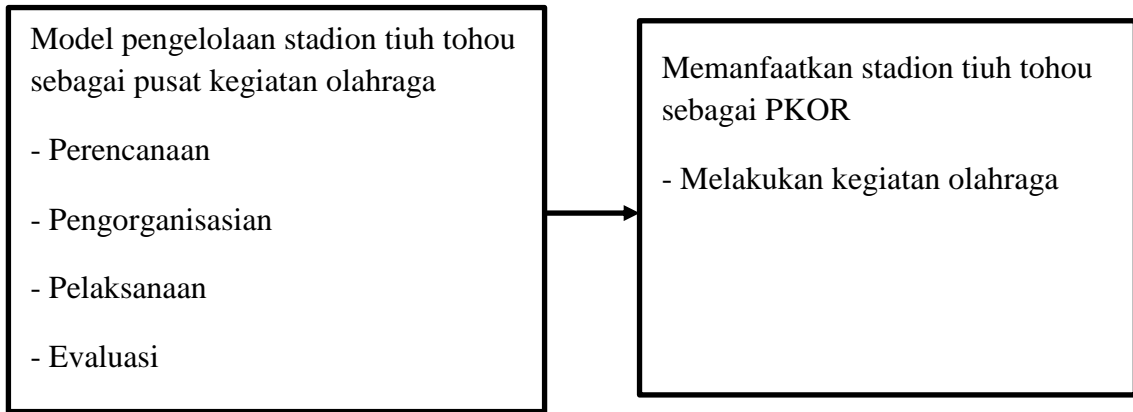 Model pengelolaan stadion tiuh tohou
sebagai pusat kegiatan olahraga
- Perencanaan
- Pengorganisasian
- Pelaksanaan
- Evaluasi
Memanfaatkan stadion tiuh tohou
sebagai PKOR
- Melakukan kegiatan olahraga